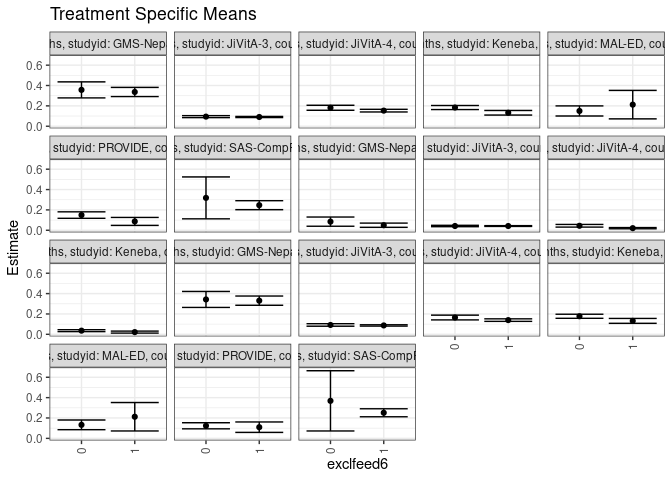 Treatment Specific Means
ths, studyid: GMS-Nepa
s, studyid: JiVitA-3, cou
s, studyid: JiVitA-4, cou
ths, studyid: Keneba,
, studyid: MAL-ED, cou
0.6
0.4
0.2
0.0
studyid: PROVIDE, co
s, studyid: SAS-CompF
hs, studyid: GMS-Nepa
studyid: JiVitA-3, cou
, studyid: JiVitA-4, cou
0.6
0.4
0.2
0.0
ths, studyid: Keneba, c
ths, studyid: GMS-Nepa
s, studyid: JiVitA-3, cou
s, studyid: JiVitA-4, cou
nths, studyid: Keneba,
0.6
0.4
0.2
0.0
0 1
0 1
s, studyid: MAL-ED, cou
studyid: PROVIDE, co
s, studyid: SAS-CompF
0.6
0.4
0.2
0.0
0 1
0 1
0 1
Estimate
exclfeed6